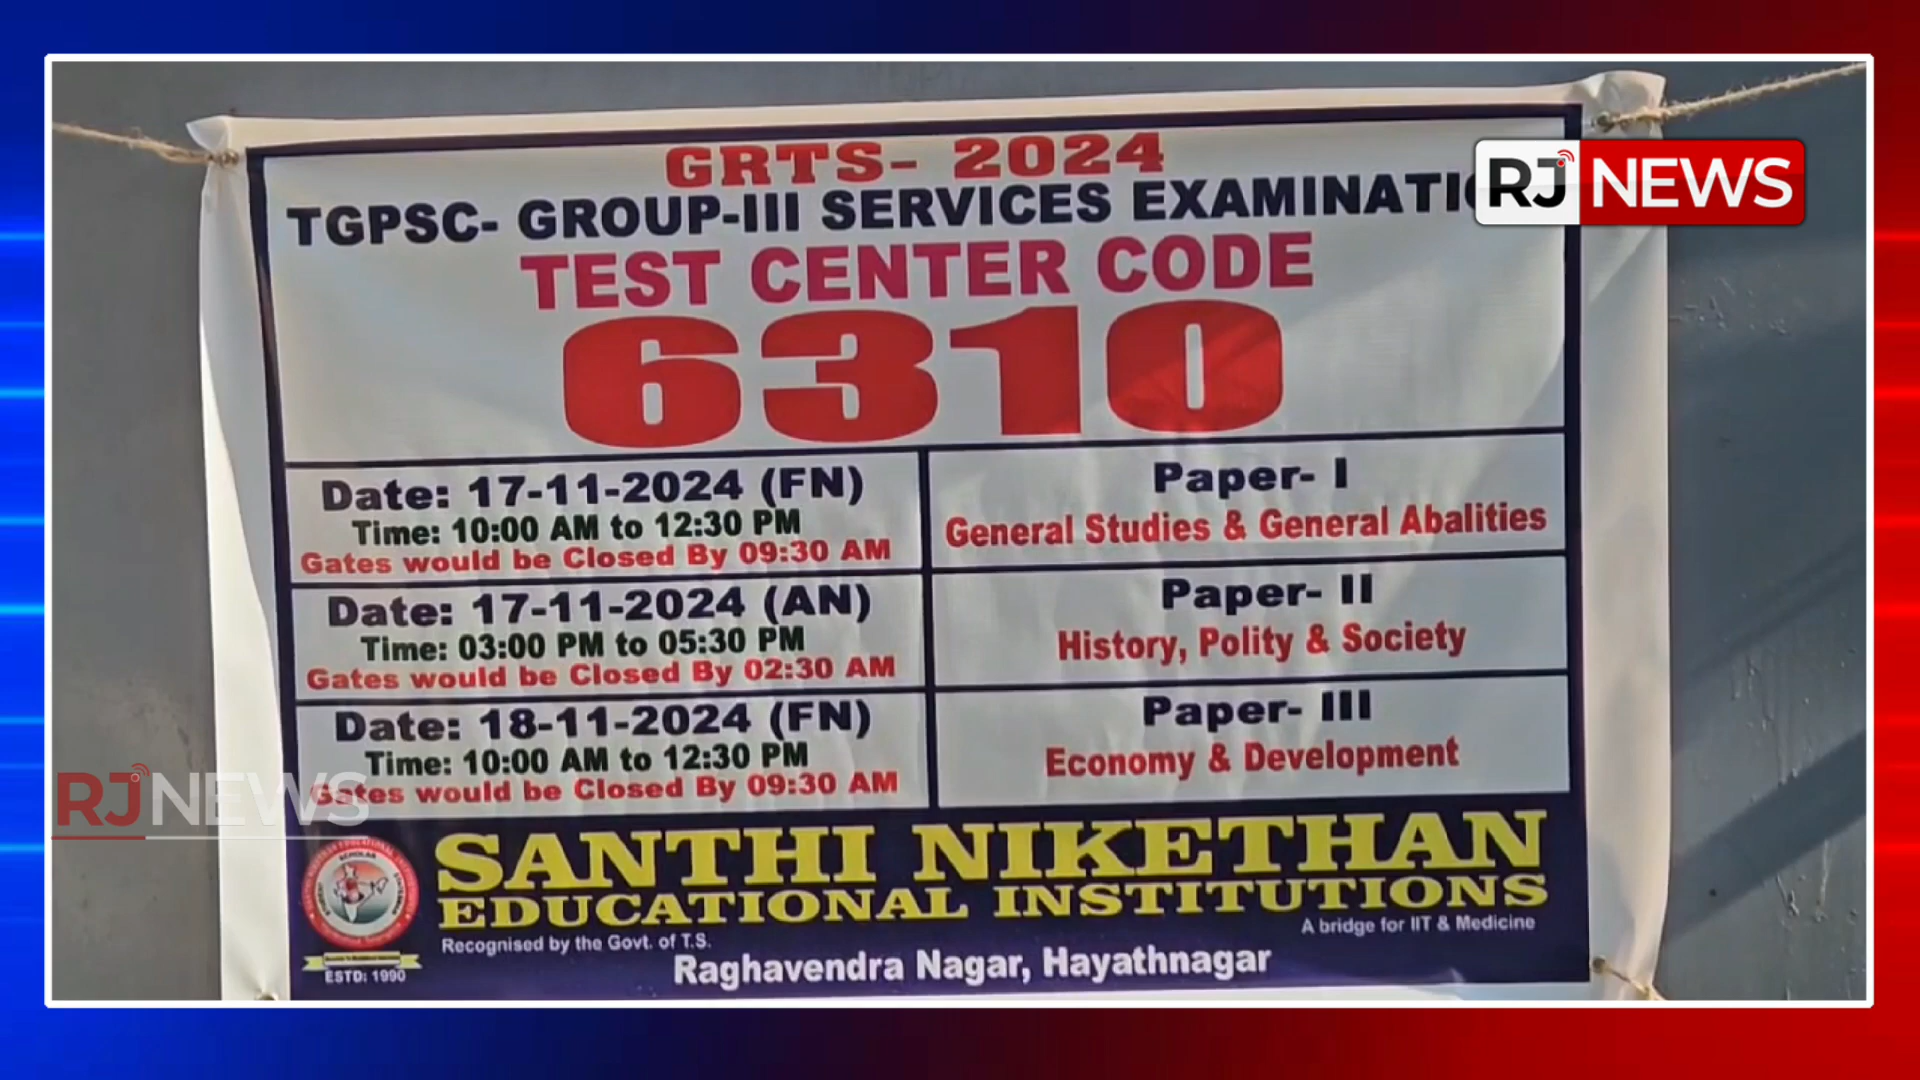 RJ NEWS
GRTS- 2024
TGPSC- GROUP-III SERVICES EXAMINATI
TEST CENTER CODE
6310
Date: 17-11-2024 (FN)
Time: 10:00 AM to 12:30 PM
Gates would be Closed By 09:30 AM
Paper- I
General Studies & General Abalities
Date: 17-11-2024 (AN)
Time: 03:00 PM to 05:30 PM
Gates would be Closed By 02:30 AM
Paper- II
History, Polity & Society
Date: 18-11-2024 (FN)
Time: 10:00 AM to 12:30 PM
Gates would be Closed By 09:30 AM
Paper- III
Economy & Development
RJ NEWS
SANTHI NIKETHAN
EDUCATIONAL INSTITUTIONS
Recognised by the Govt. of T.S.
A bridge for IIT & Medicine
ESTD: 1990
Raghavendra Nagar, Hayathnagar